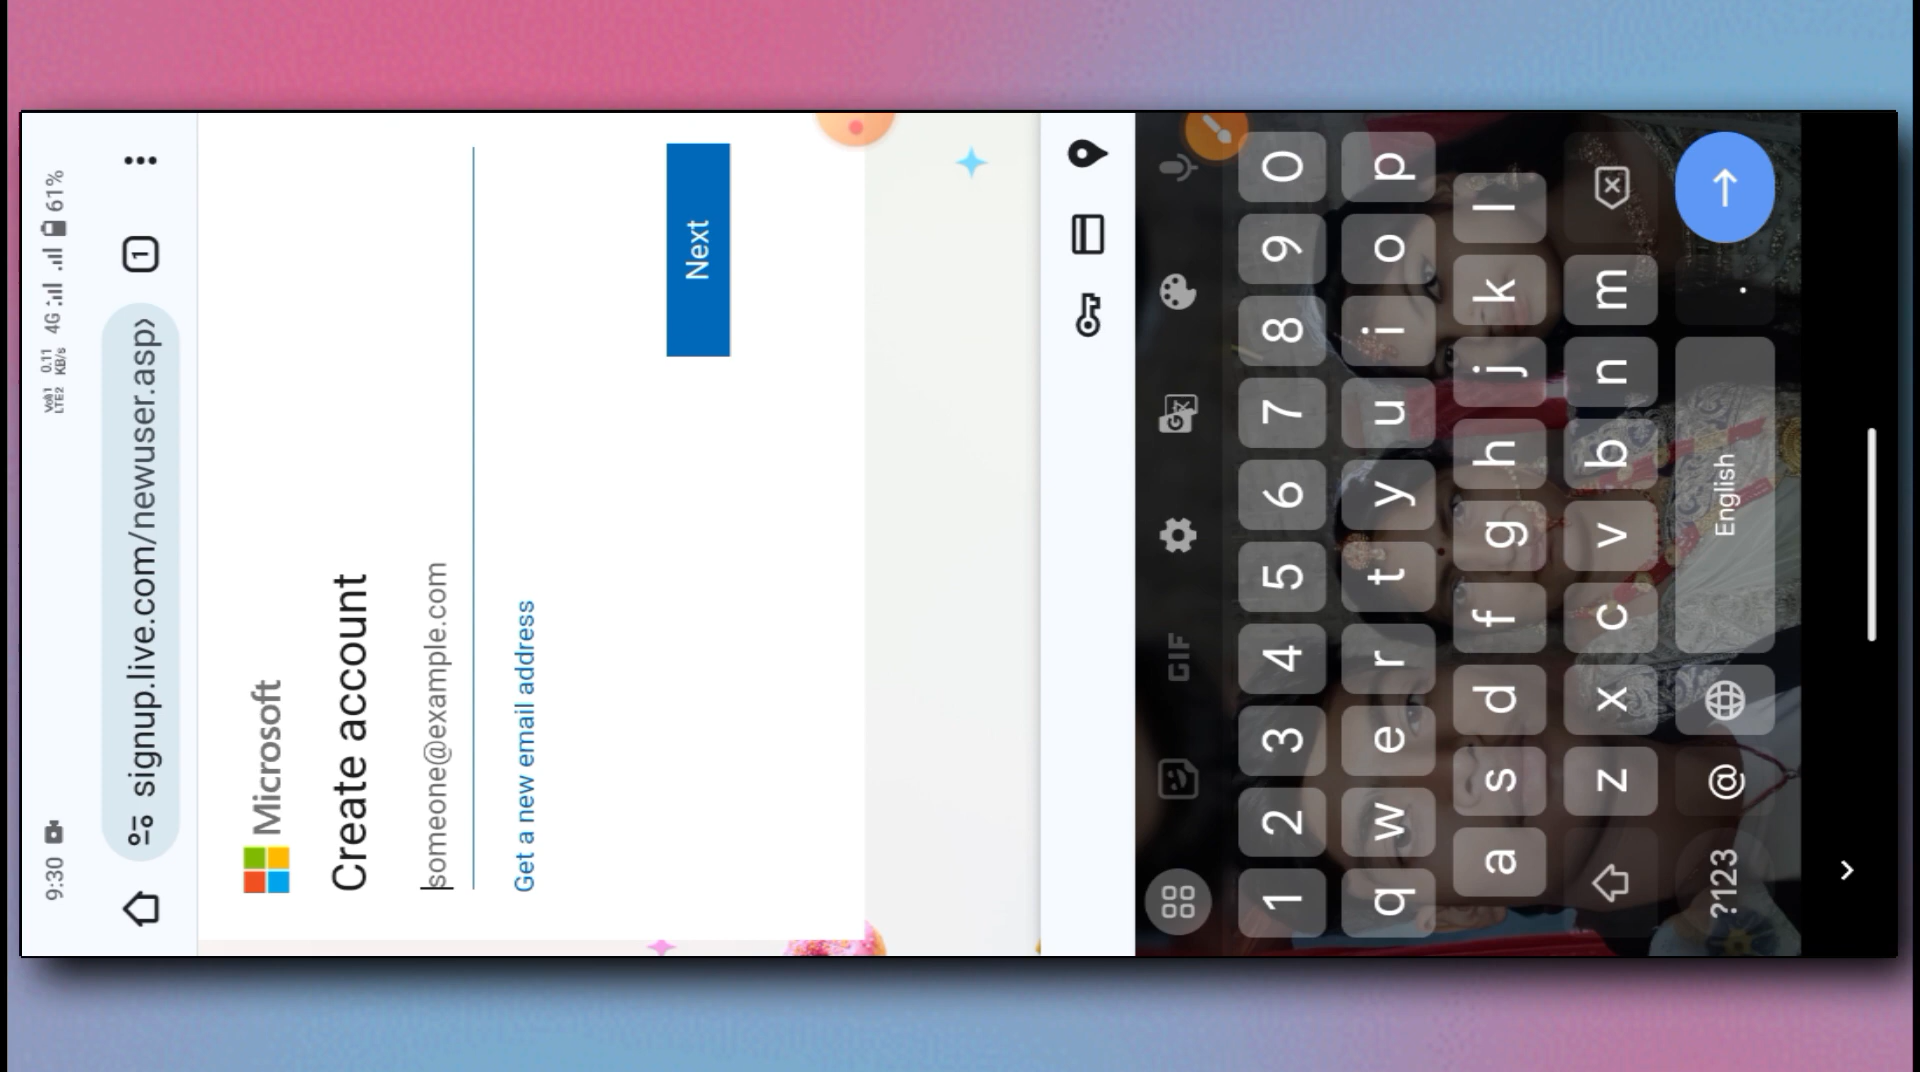 9:30
VoN1 LTE2
0.11 KB/s
4G
61%
signup.live.com/newuser.asp
1
Microsoft
Create account
someone@example.com
Get a new email address
Next
GIF
1 2 3 4 5 6 7 8 9 0
q w e r t y u i o p
a s d f g h j k l
z x c v b n m
?123 @ English .